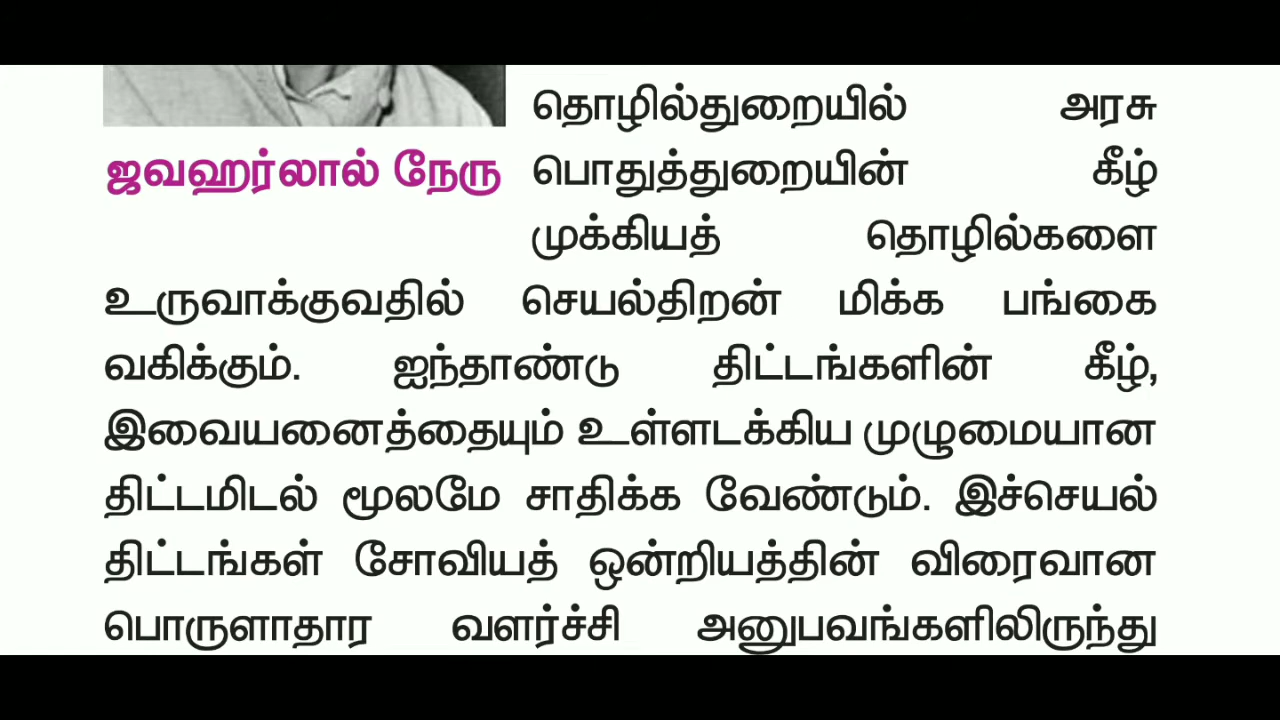 தொழில்துறையில் அரசு
ஜவஹர்லால் நேரு பொதுத்துறையின் கீழ்
முக்கியத் தொழில்களை
உருவாக்குவதில் செயல்திறன் மிக்க பங்கை
வகிக்கும். ஐந்தாண்டு திட்டங்களின் கீழ்,
இவையனைத்தையும் உள்ளடக்கிய முழுமையான
திட்டமிடல் மூலமே சாதிக்க வேண்டும். இச்செயல்
திட்டங்கள் சோவியத் ஒன்றியத்தின் விரைவான
பொருளாதார வளர்ச்சி அனுபவங்களிலிருந்து